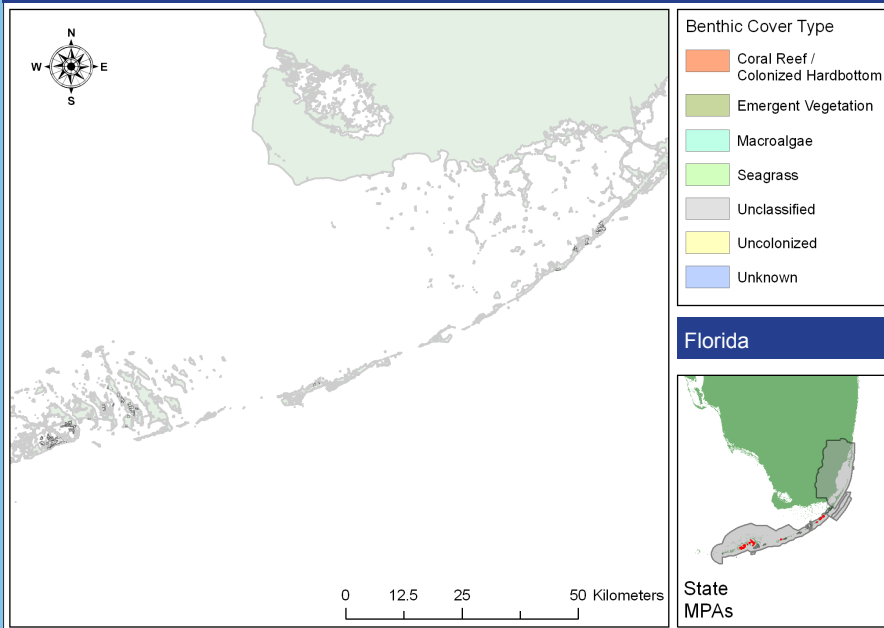 N
W E
S
0 12.5 25 50 Kilometers
Benthic Cover Type
Coral Reef /
Colonized Hardbottom
Emergent Vegetation
Macroalgae
Seagrass
Unclassified
Uncolonized
Unknown
Florida
State
MPAs